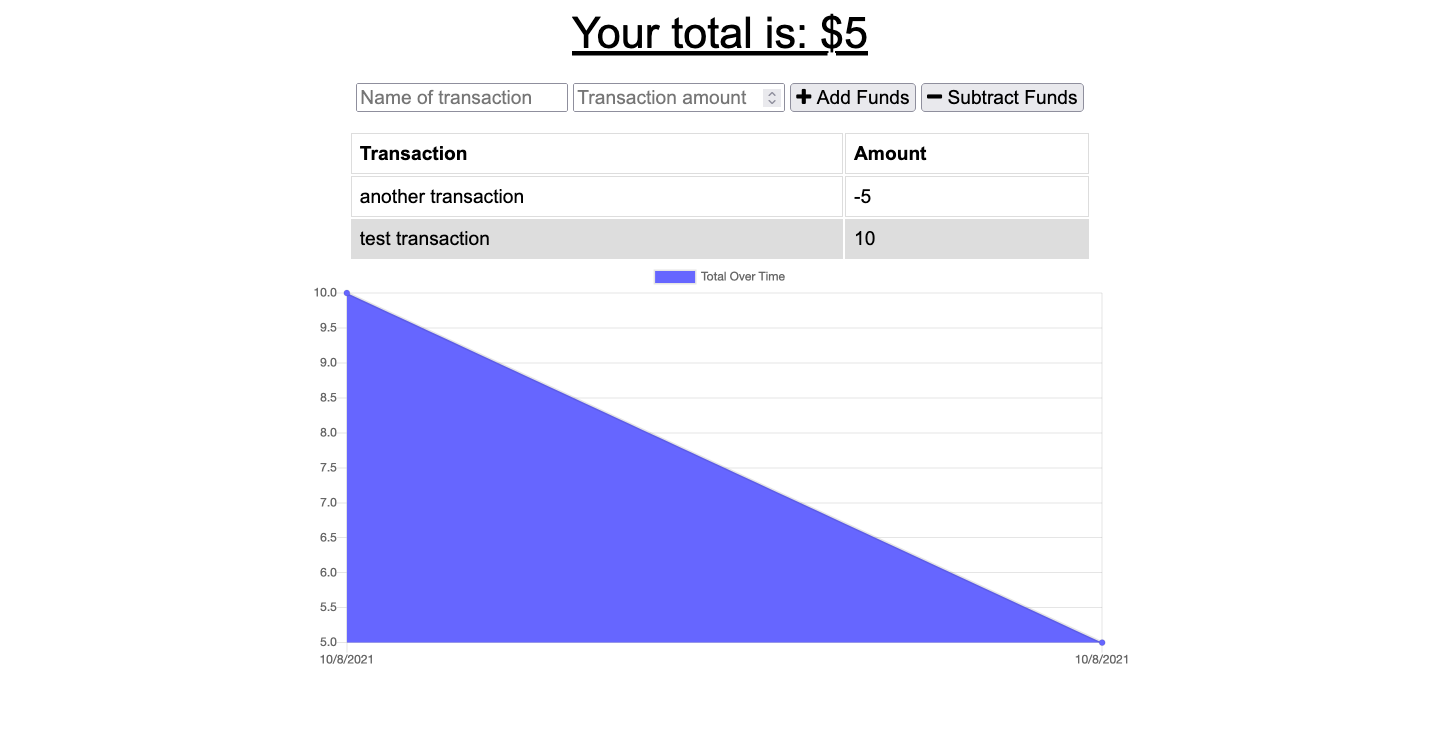 Your total is: $5
Name of transaction Transaction amount Add Funds Subtract Funds
Transaction Amount
another transaction -5
test transaction 10
Total Over Time
10.0
9.5
9.0
8.5
8.0
7.5
7.0
6.5
6.0
5.5
5.0
10/8/2021 10/8/2021